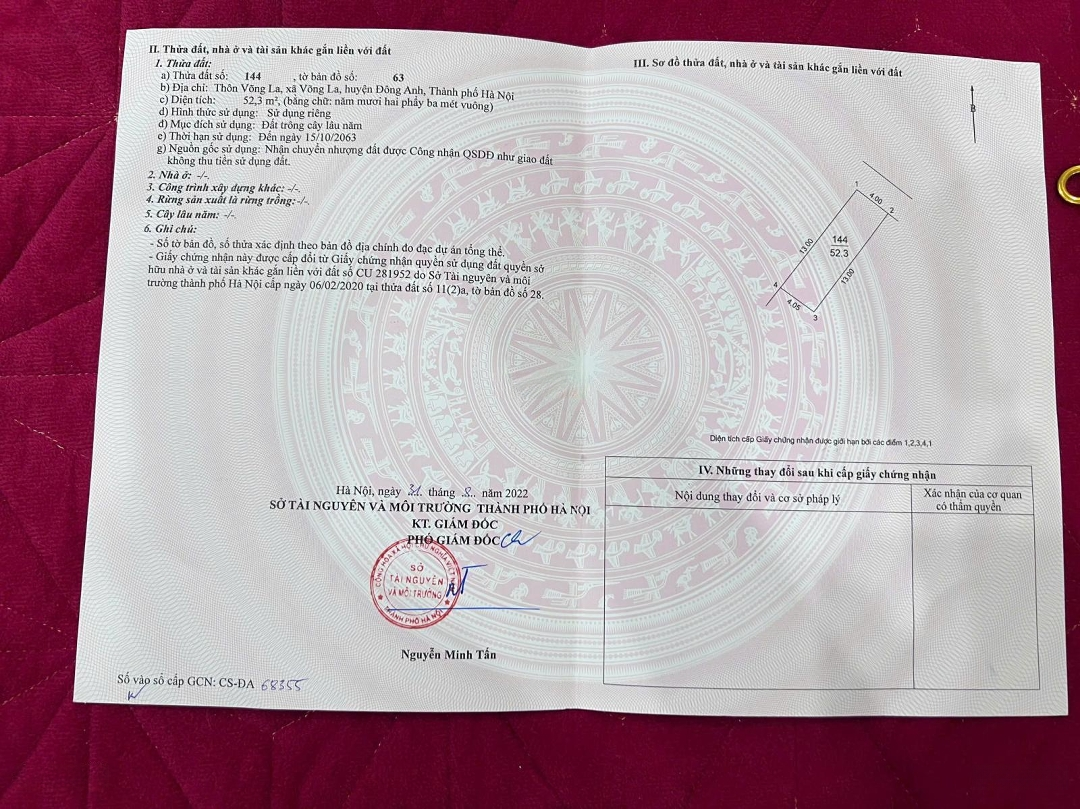 II. Thửa đất, nhà ở và tài sản khác gắn liền với đất
1. Thửa đất:
a) Thửa đất số: 144 , tờ bản đồ số: 63
b) Địa chỉ: Thôn Võng La, xã Võng La, huyện Đông Anh, Thành phố Hà Nội
c) Diện tích: 52,3 m², (bằng chữ: năm mươi hai phẩy ba mét vuông)
d) Hình thức sử dụng: Sử dụng riêng
đ) Mục đích sử dụng: Đất trồng cây lâu năm
e) Thời hạn sử dụng: Đến ngày 15/10/2063
g) Nguồn gốc sử dụng: Nhận chuyển nhượng đất được Công nhận QSDĐ như giao đất
không thu tiền sử dụng đất.
2. Nhà ở: -/-.
3. Công trình xây dựng khác: -/-.
4. Rừng sản xuất là rừng trồng:-/-.
5. Cây lâu năm: -/-.
6. Ghi chú:
- Số tờ bản đồ, số thửa xác định theo bản đồ địa chính đo đạc dự án tổng thể.
- Giấy chứng nhận này được cấp đổi từ Giấy chứng nhận quyền sử dụng đất quyền sở
hữu nhà ở và tài sản khác gắn liền với đất số CU 281952 do Sở Tài nguyên và môi
trường thành phố Hà Nội cấp ngày 06/02/2020 tại thửa đất số 11(2)a, tờ bản đồ số 28.
Hà Nội, ngày 31 tháng 8 năm 2022
SỞ TÀI NGUYÊN VÀ MÔI TRƯỜNG THÀNH PHỐ HÀ NỘI
KT. GIÁM ĐỐC
PHÓ GIÁM ĐỐC
CỘNG HÒA XÃ HỘI CHỦ NGHĨA VIỆT NAM
SỞ
TÀI NGUYÊN
VÀ MÔI TRƯỜNG
THÀNH PHỐ HÀ NỘI
Nguyễn Minh Tấn
Số vào sổ cấp GCN: CS-ĐA 68355
III. Sơ đồ thửa đất, nhà ở và tài sản khác gắn liền với đất
B
1
4.00
2
13.00
144
52.3
13.00
4
4.05
3
Diện tích cấp Giấy chứng nhận được giới hạn bởi các điểm 1,2,3,4,1
IV. Những thay đổi sau khi cấp giấy chứng nhận
Nội dung thay đổi và cơ sở pháp lý
Xác nhận của cơ quan
có thẩm quyền